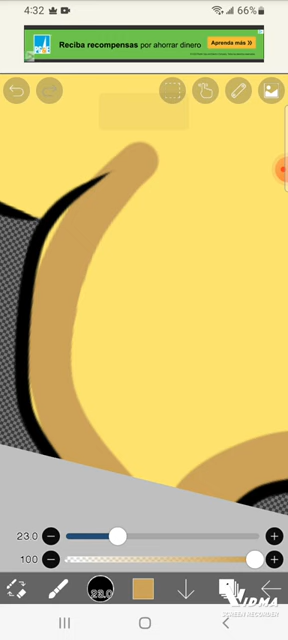 4:32
66%
Reciba recompensas por ahorrar dinero
Aprenda más »
23.0
100
23.0
VIDMA
SCREEN RECORDER